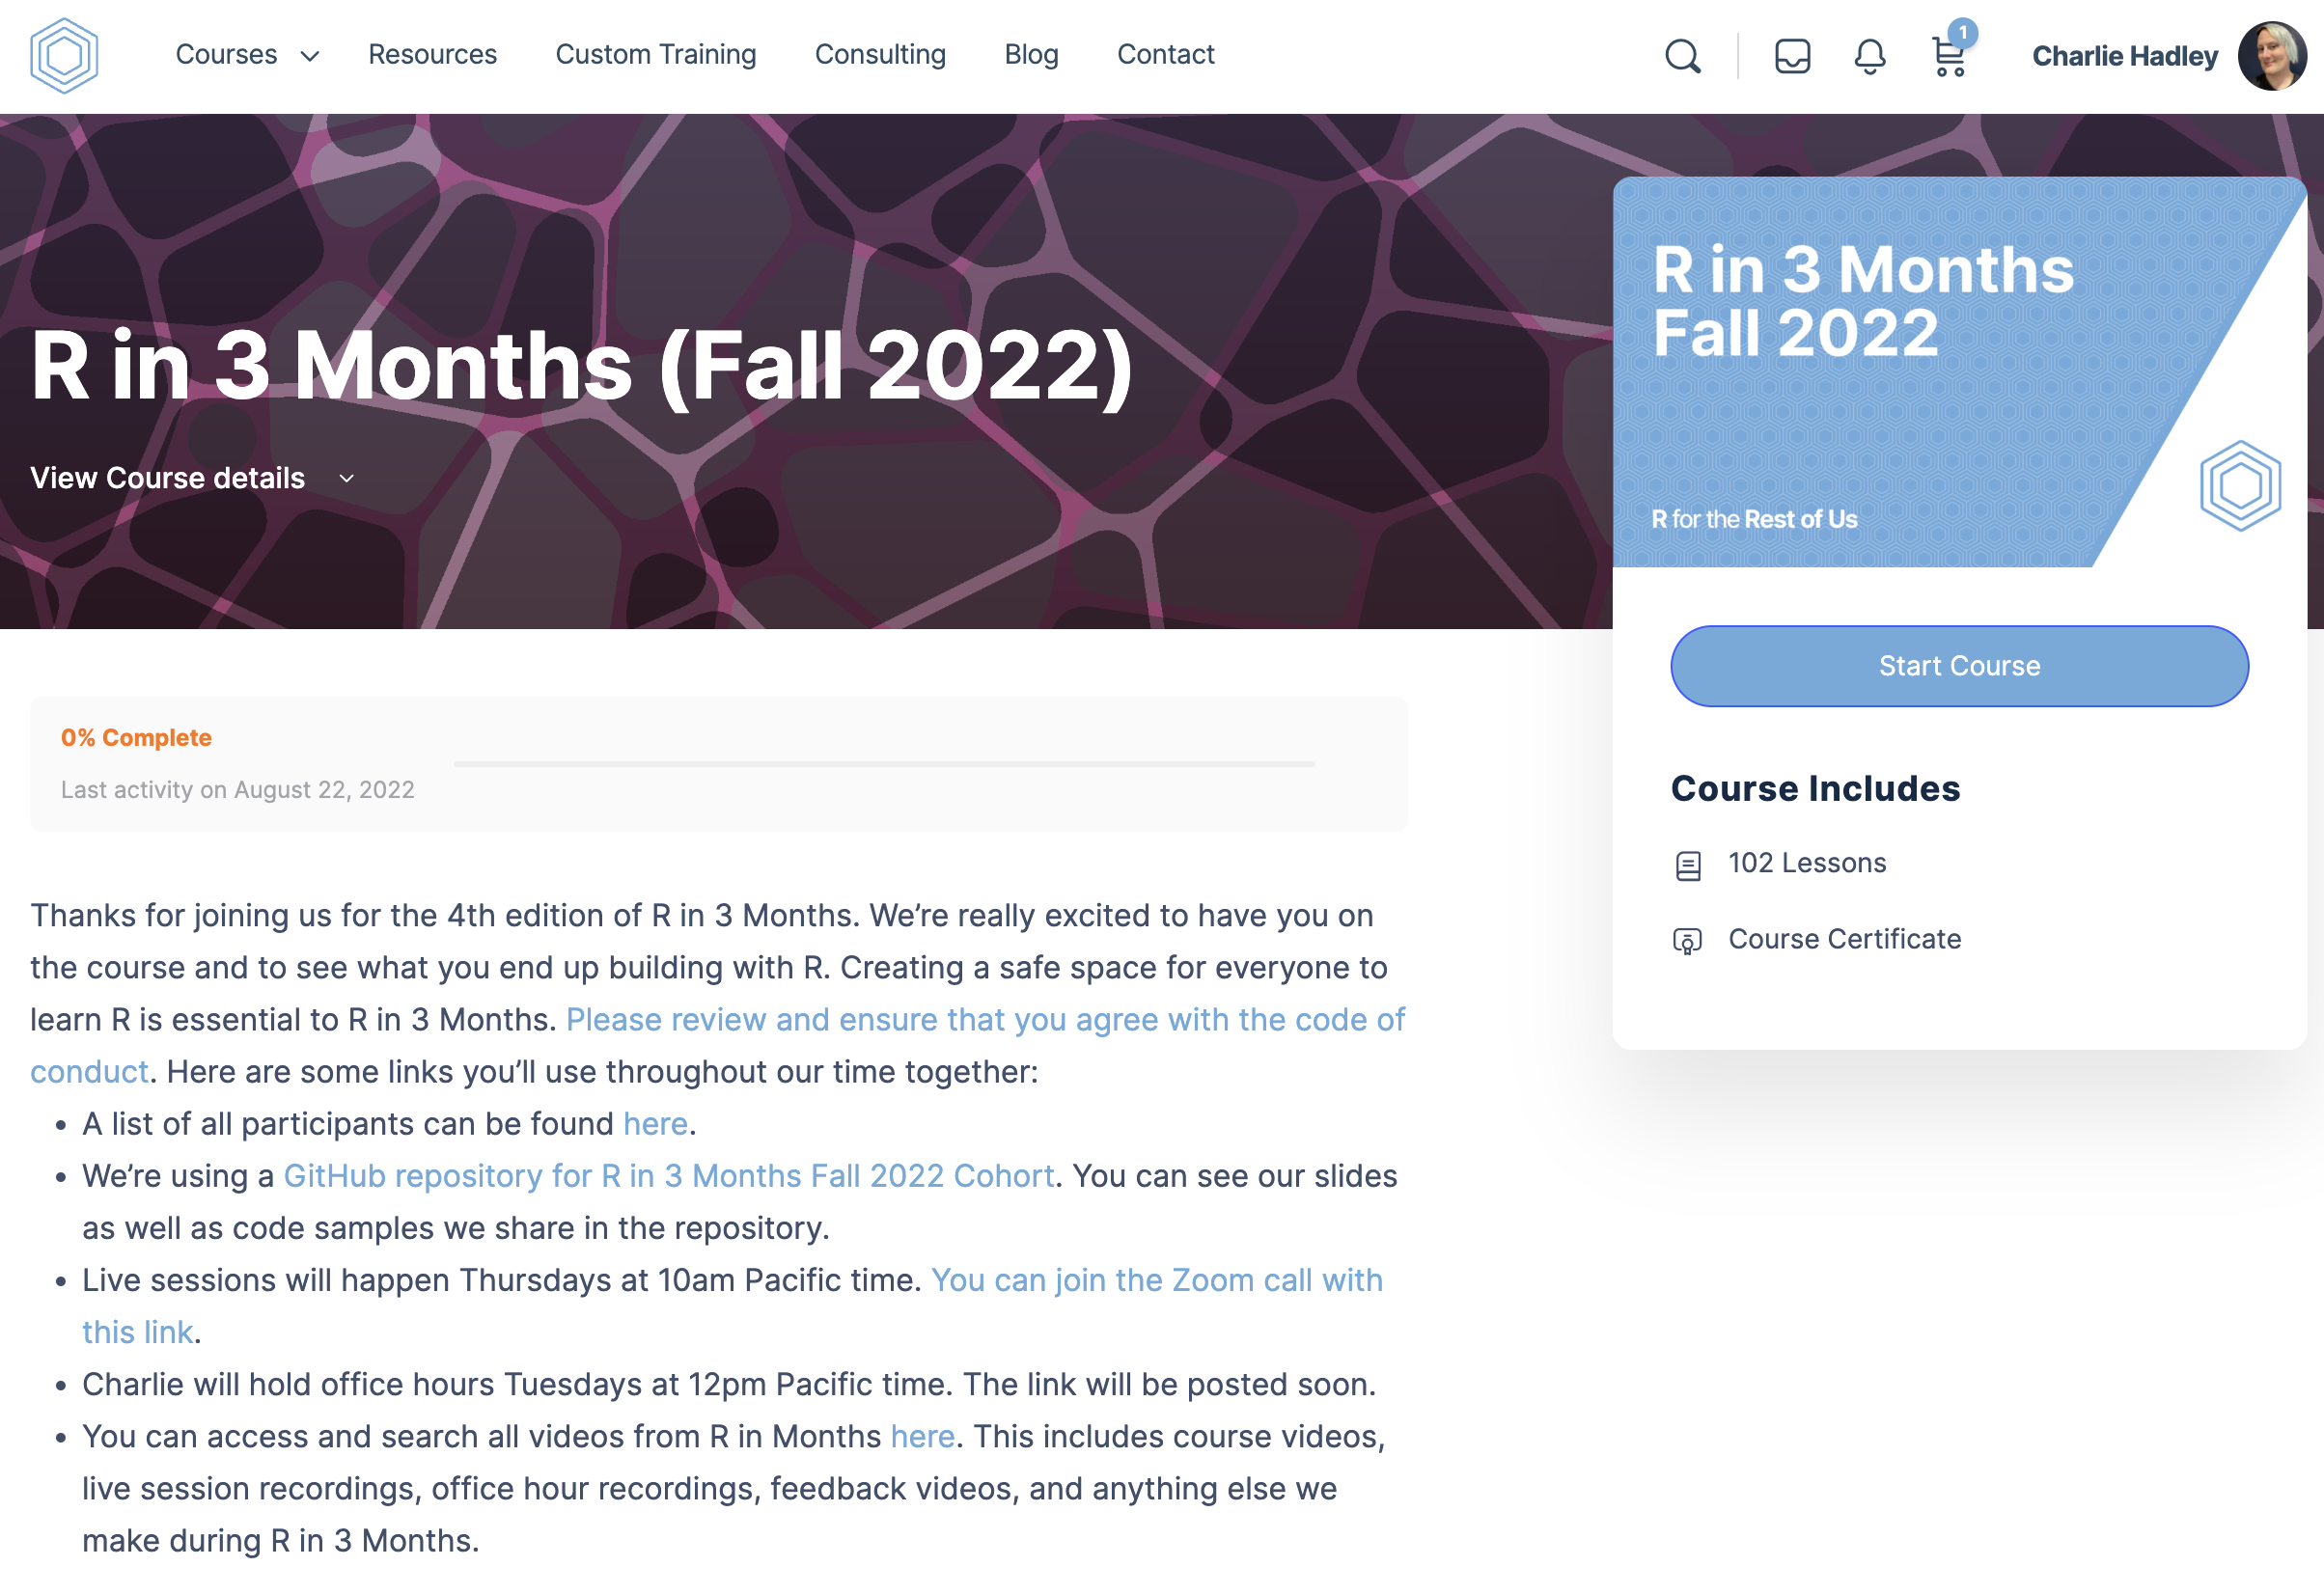 Courses
Resources
Custom Training
Consulting
Blog
Contact
1
Charlie Hadley
R in 3 Months
Fall 2022
R for the Rest of Us
R in 3 Months (Fall 2022)
View Course details
Start Course
Course Includes
102 Lessons
Course Certificate
0% Complete
Last activity on August 22, 2022
Thanks for joining us for the 4th edition of R in 3 Months. We’re really excited to have you on
the course and to see what you end up building with R. Creating a safe space for everyone to
learn R is essential to R in 3 Months. Please review and ensure that you agree with the code of
conduct. Here are some links you’ll use throughout our time together:
• A list of all participants can be found here.
• We’re using a GitHub repository for R in 3 Months Fall 2022 Cohort. You can see our slides
as well as code samples we share in the repository.
• Live sessions will happen Thursdays at 10am Pacific time. You can join the Zoom call with
this link.
• Charlie will hold office hours Tuesdays at 12pm Pacific time. The link will be posted soon.
• You can access and search all videos from R in Months here. This includes course videos,
live session recordings, office hour recordings, feedback videos, and anything else we
make during R in 3 Months.